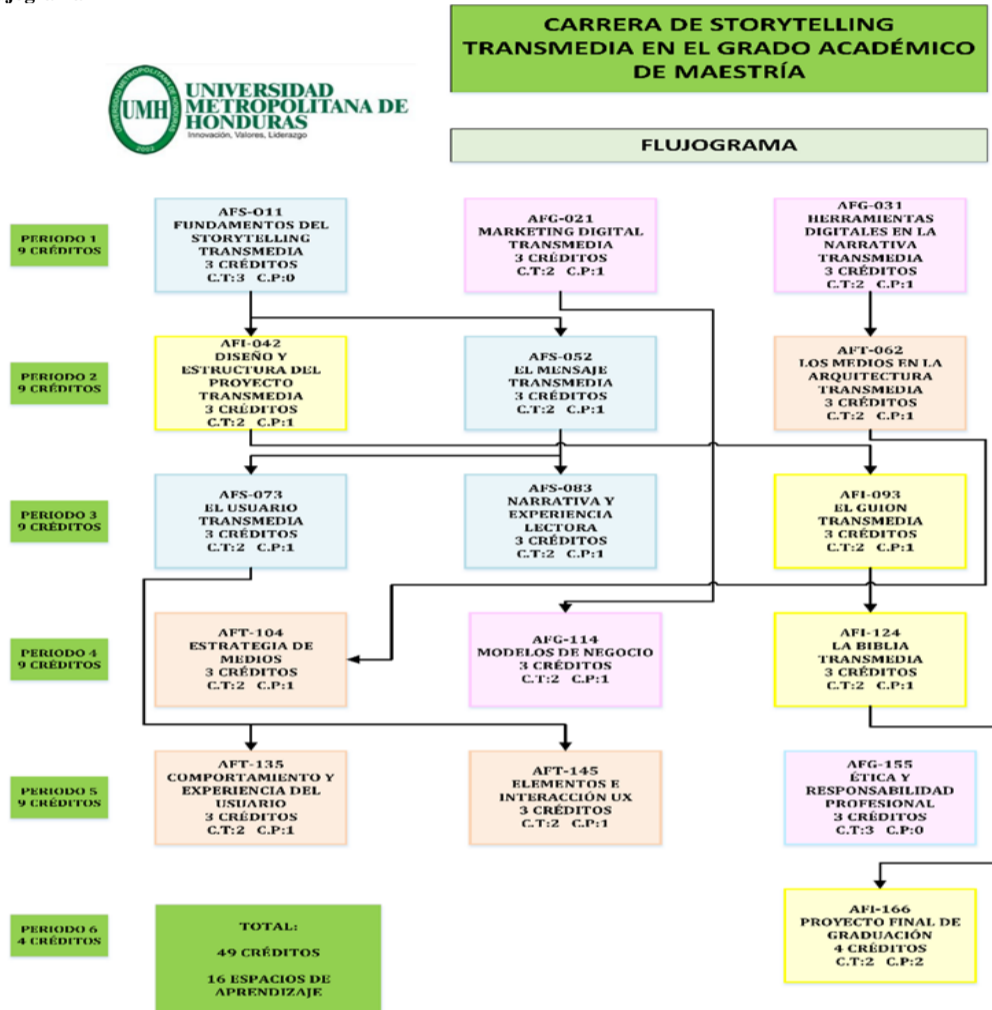 CARRERA DE STORYTELLING
TRANSMEDIA EN EL GRADO ACADÉMICO
DE MAESTRÍA
UMH
UNIVERSIDAD
METROPOLITANA DE
HONDURAS
Innovación, Valores, Liderazgo
FLUJOGRAMA
PERIODO 1
9 CRÉDITOS
AFS-011
FUNDAMENTOS DEL
STORYTELLING
TRANSMEDIA
3 CRÉDITOS
C.T:3 C.P:0
AFG-021
MARKETING DIGITAL
TRANSMEDIA
3 CRÉDITOS
C.T:2 C.P:1
AFG-031
HERRAMIENTAS
DIGITALES EN LA
NARRATIVA
TRANSMEDIA
3 CRÉDITOS
C.T:2 C.P:1
PERIODO 2
9 CRÉDITOS
AFI-042
DISEÑO Y
ESTRUCTURA DEL
PROYECTO
TRANSMEDIA
3 CRÉDITOS
C.T:2 C.P:1
AFS-052
EL MENSAJE
TRANSMEDIA
3 CRÉDITOS
C.T:2 C.P:1
AFT-062
LOS MEDIOS EN LA
ARQUITECTURA
TRANSMEDIA
3 CRÉDITOS
C.T:2 C.P:1
PERIODO 3
9 CRÉDITOS
AFS-073
EL USUARIO
TRANSMEDIA
3 CRÉDITOS
C.T:2 C.P:1
AFS-083
NARRATIVA Y
EXPERIENCIA
LECTORA
3 CRÉDITOS
C.T:2 C.P:1
AFI-093
EL GUION
TRANSMEDIA
3 CRÉDITOS
C.T:2 C.P:1
PERIODO 4
9 CRÉDITOS
AFT-104
ESTRATEGIA DE
MEDIOS
3 CRÉDITOS
C.T:2 C.P:1
AFG-114
MODELOS DE NEGOCIO
3 CRÉDITOS
C.T:2 C.P:1
AFI-124
LA BIBLIA
TRANSMEDIA
3 CRÉDITOS
C.T:2 C.P:1
PERIODO 5
9 CRÉDITOS
AFT-135
COMPORTAMIENTO Y
EXPERIENCIA DEL
USUARIO
3 CRÉDITOS
C.T:2 C.P:1
AFT-145
ELEMENTOS E
INTERACCIÓN UX
3 CRÉDITOS
C.T:2 C.P:1
AFG-155
ÉTICA Y
RESPONSABILIDAD
PROFESIONAL
3 CRÉDITOS
C.T:3 C.P:0
PERIODO 6
4 CRÉDITOS
TOTAL:
49 CRÉDITOS
16 ESPACIOS DE
APRENDIZAJE
AFI-166
PROYECTO FINAL DE
GRADUACIÓN
4 CRÉDITOS
C.T:2 C.P:2